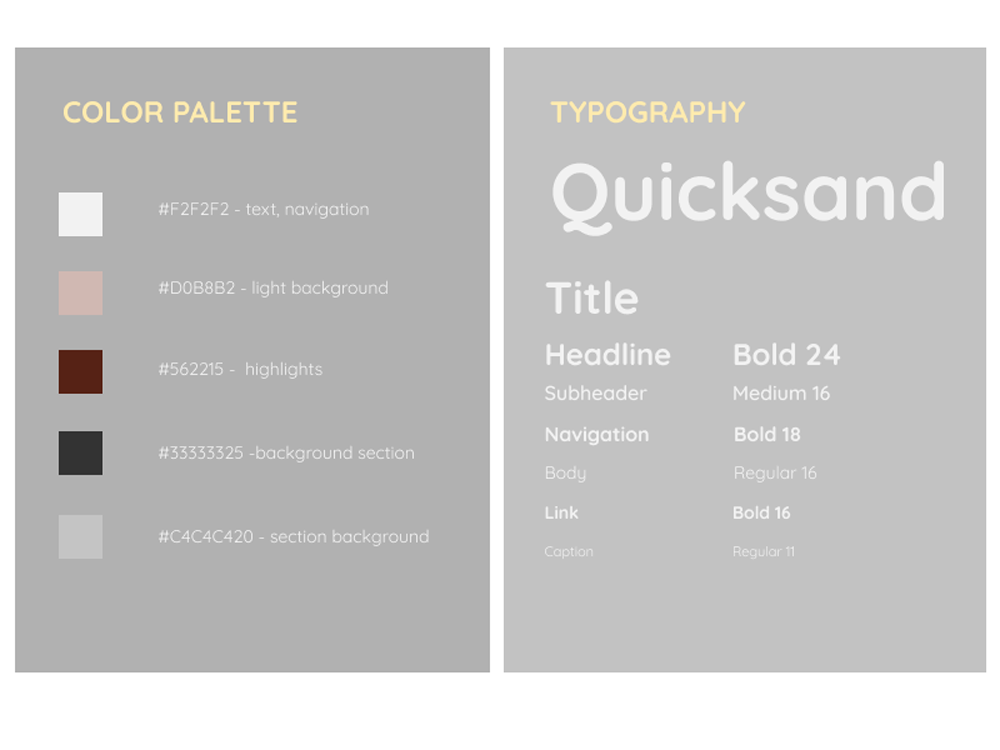 COLOR PALETTE
#F2F2F2 - text, navigation
#D0B8B2 - light background
#562215 -  highlights
#33333325 -background section
#C4C4C420 - section background
TYPOGRAPHY
Quicksand
Title
Headline Bold 24
Subheader Medium 16
Navigation Bold 18
Body Regular 16
Link Bold 16
Caption Regular 11